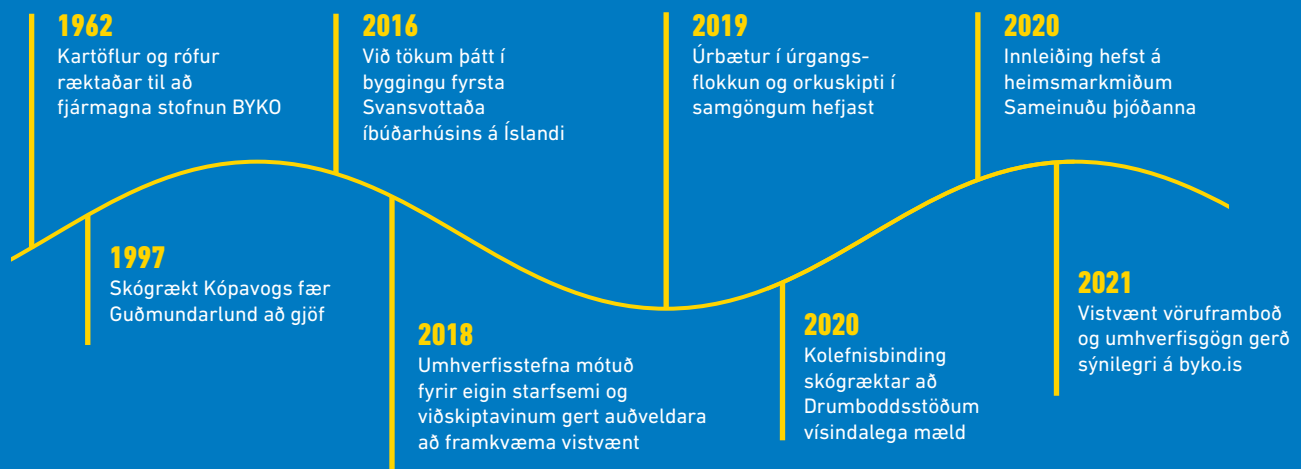 1962
Kartöflur og rófur
ræktaðar til að
fjármagna stofnun BYKO
1997
Skógrækt Kópavogs fær
Guðmundarlund að gjöf
2016
Við tökum þátt í
byggingu fyrsta
Svansvottaða
íbúðarhúsins á Íslandi
2018
Umhverfisstefna mótuð
fyrir eigin starfsemi og
viðskiptavinum gert auðveldara
að framkvæma vistvænt
2019
Úrbætur í úrgangs-
flokkun og orkuskipti í
samgöngum hefjast
2020
Kolefnisbinding
skógræktar að
Drumboddsstöðum
vísindalega mæld
2020
Innleiðing hefst á
heimsmarkmiðum
Sameinuðu þjóðanna
2021
Vistvænt vöruframboð
og umhverfisgögn gerð
sýnilegri á byko.is